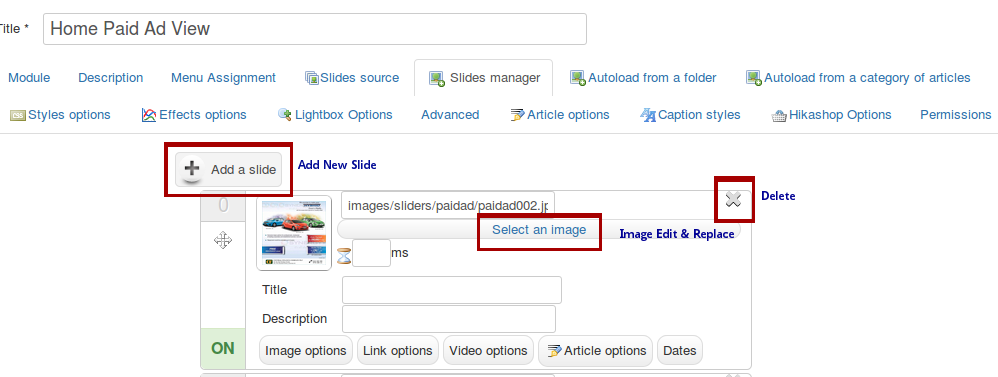 Title * Home Paid Ad View
Module Description Menu Assignment Slides source Slides manager Autoload from a folder Autoload from a category of articles
Styles options Effects options Lightbox Options Advanced Article options Caption styles Hikashop Options Permissions
Add a slide Add New Slide
0 images/sliders/paidad/paidad002.jp Delete
Select an image Image Edit & Replace
ms
Title
Description
ON Image options Link options Video options Article options Dates